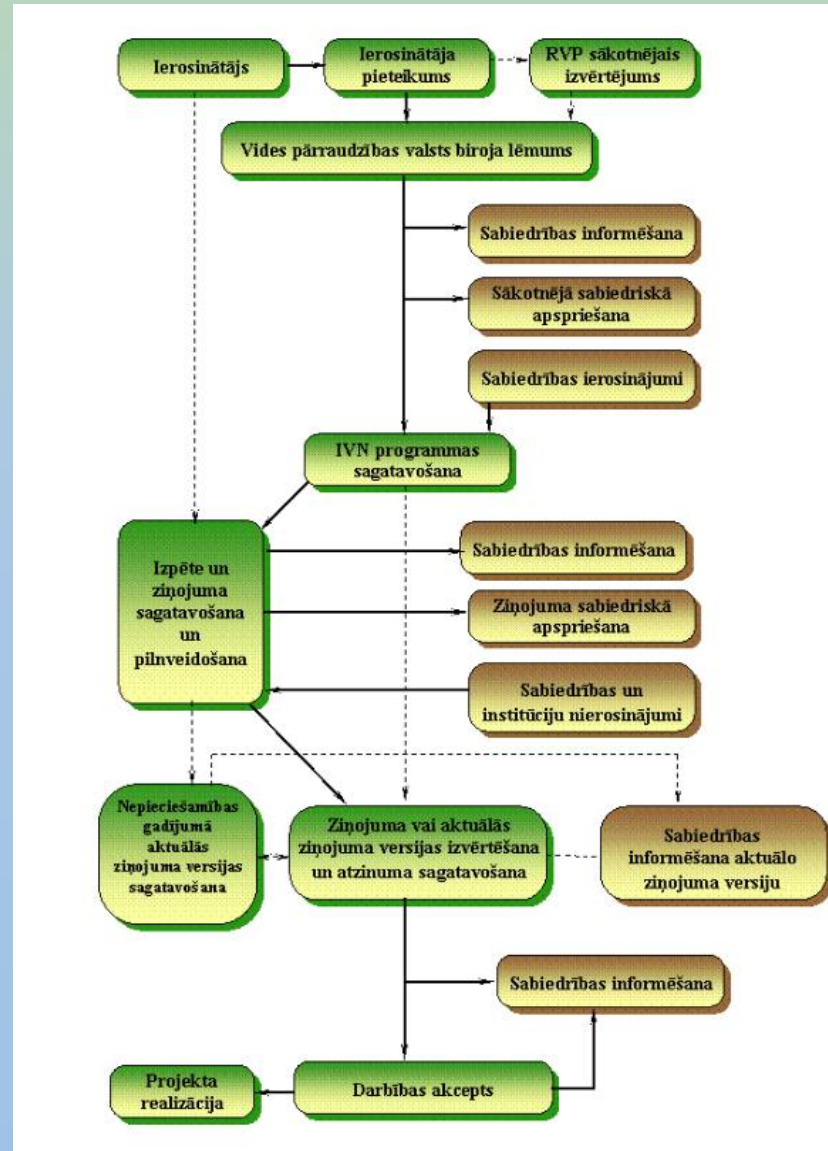 Ierosinātājs
Ierosinātāja
pieteikums
RVP sākotnējais
izvērtējums
Vides pārraudzības valsts biroja lēmums
Sabiedrības informēšana
Sākotnējā sabiedriskā
apspriešana
Sabiedrības ierosinājumi
IVN programmas
sagatavošana
Izpēte un
ziņojuma
sagatavošana
un
pilnveidošana
Sabiedrības informēšana
Ziņojuma sabiedriskā
apspriešana
Sabiedrības un
institūciju nierosinājumi
Nepieciešamības
gadījumā
aktuālās
ziņojuma versijas
sagatavošana
Ziņojuma vai aktuālās
ziņojuma versijas izvērtēšana
un atzinuma sagatavošana
Sabiedrības
informēšana aktuālo
ziņojuma versiju
Sabiedrības informēšana
Projekta
realizācija
Darbības akcepts